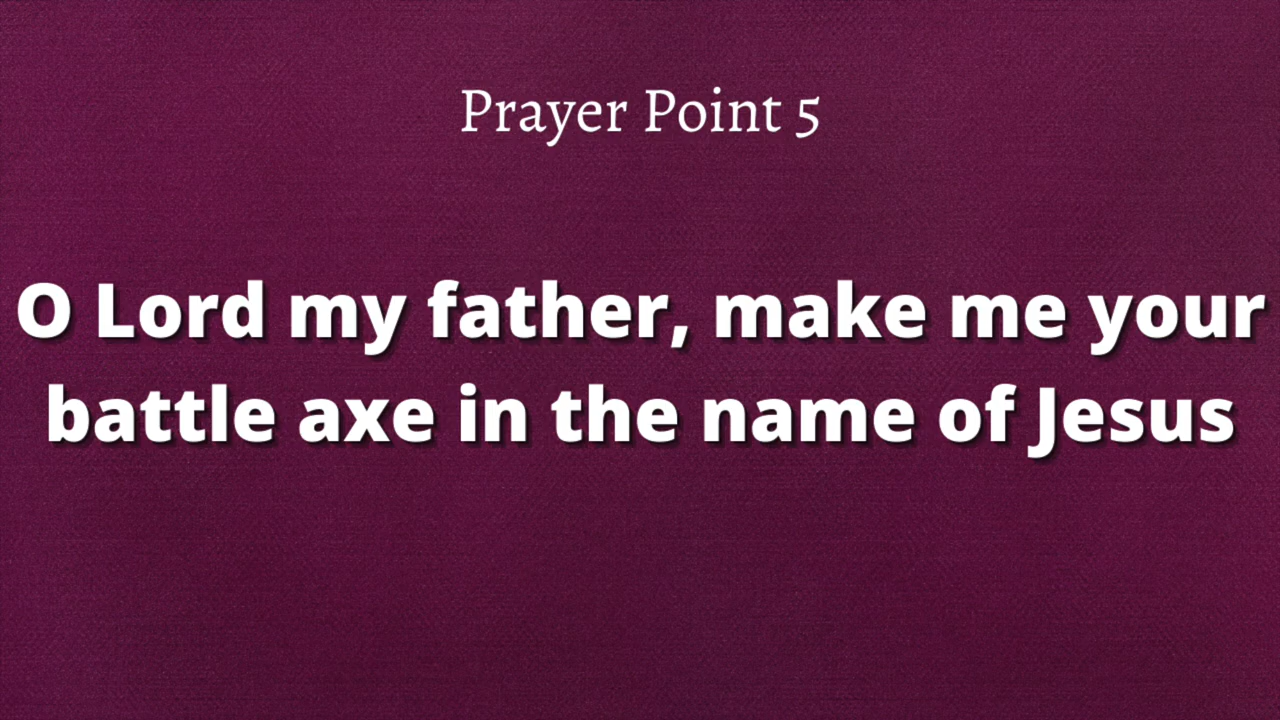 Prayer Point 5
O Lord my father, make me your
battle axe in the name of Jesus